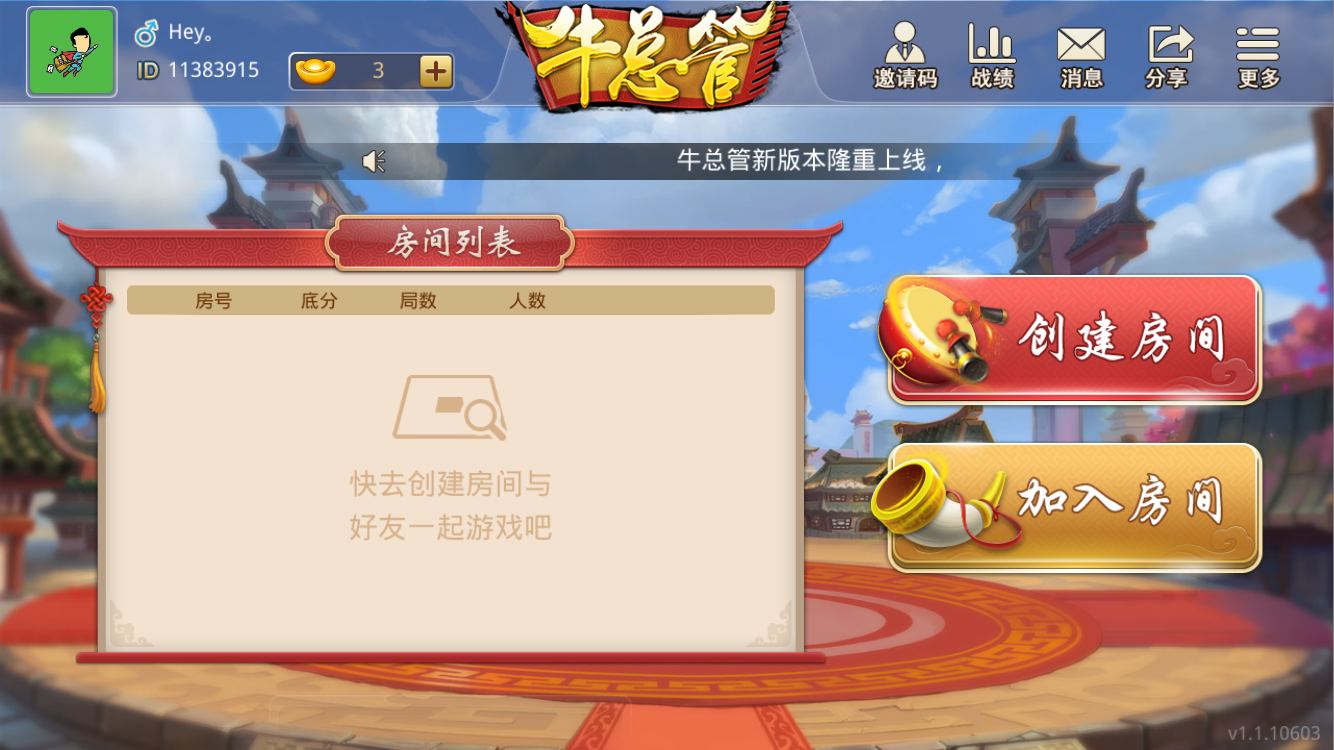 Hey。
ID 11383915
3
牛总管
邀请码
战绩
消息
分享
更多
牛总管新版本隆重上线，
房间列表
房号 底分 局数 人数
快去创建房间与
好友一起游戏吧
创建房间
加入房间
v1.1.10603